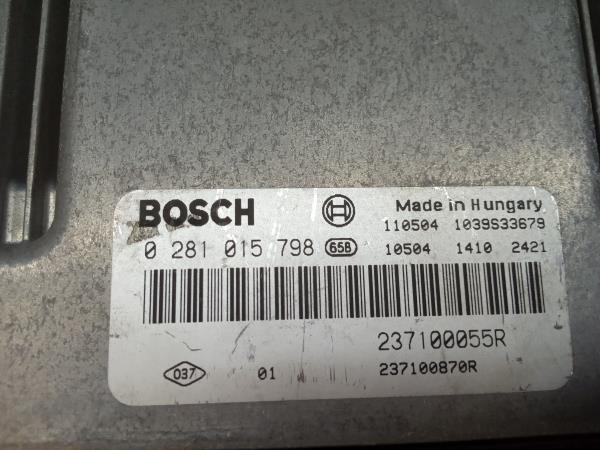 BOSCH Made in Hungary
110504 1039S33679
0 281 015 798 65B 10504 1410 2421
237100055R
037 01 237100870R